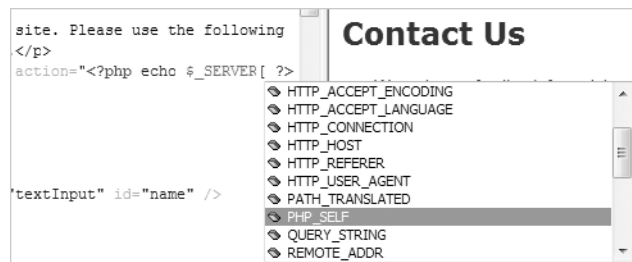 site. Please use the following
.</p>
action="<?php echo $_SERVER[ ?>
"textInput" id="name" />
Contact Us
HTTP_ACCEPT_ENCODING
HTTP_ACCEPT_LANGUAGE
HTTP_CONNECTION
HTTP_HOST
HTTP_REFERER
HTTP_USER_AGENT
PATH_TRANSLATED
PHP_SELF
QUERY_STRING
REMOTE_ADDR